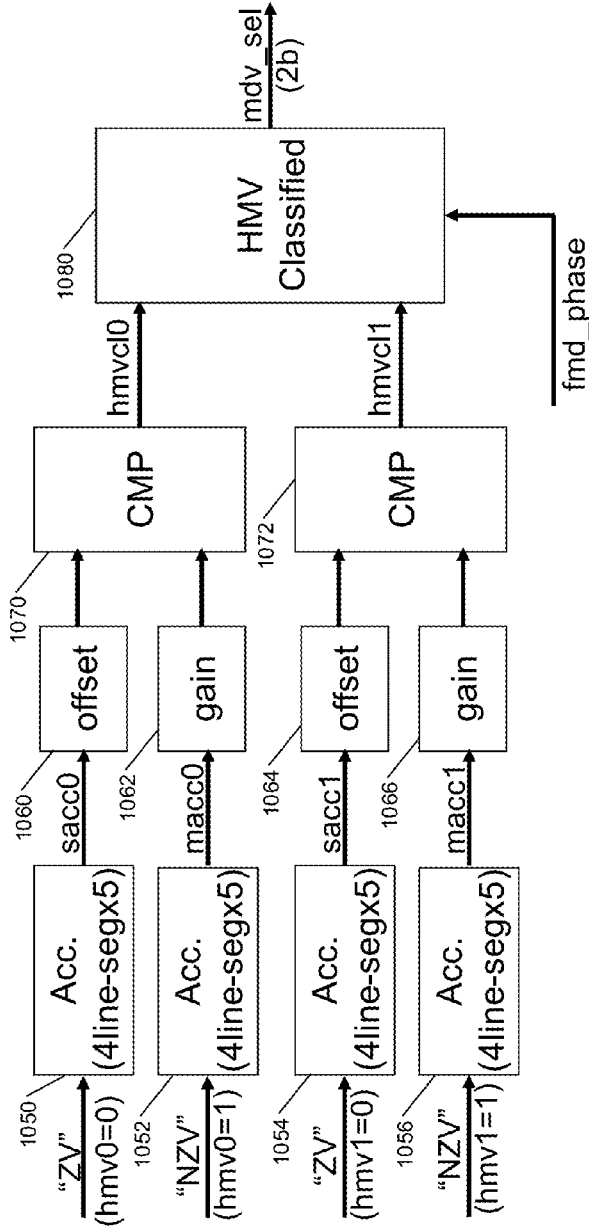 "ZV"
(hmv0=0)
1050
Acc.
(4line-segx5)
sacc0
1060
offset
1070
CMP
hmvcl0
1080
HMV
Classified
mdv_sel
(2b)
"NZV"
(hmv0=1)
1052
Acc.
(4line-segx5)
macc0
1062
gain
"ZV"
(hmv1=0)
1054
Acc.
(4line-segx5)
sacc1
1064
offset
1072
CMP
hmvcl1
"NZV"
(hmv1=1)
1056
Acc.
(4line-segx5)
macc1
1066
gain
fmd_phase